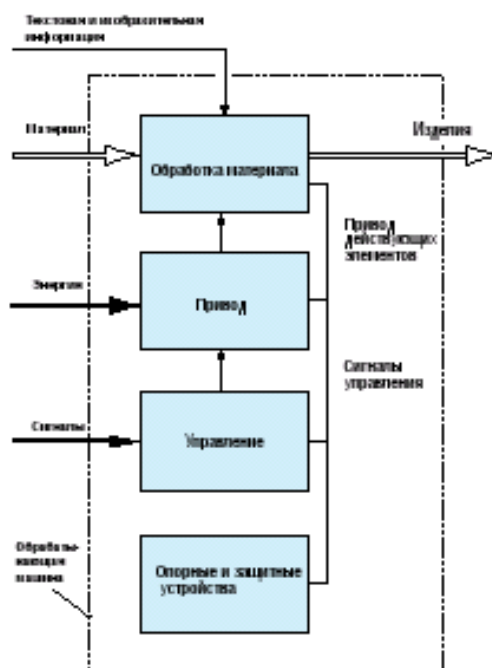 Текстовая и изобразительная
информация
Материал
Изделия
Обработка материала
Привод
действующих
элементов
Энергия
Привод
Сигналы
управления
Сигналы
Управление
Обрабаты-
вающая
машина
Опорные и защитные
устройства